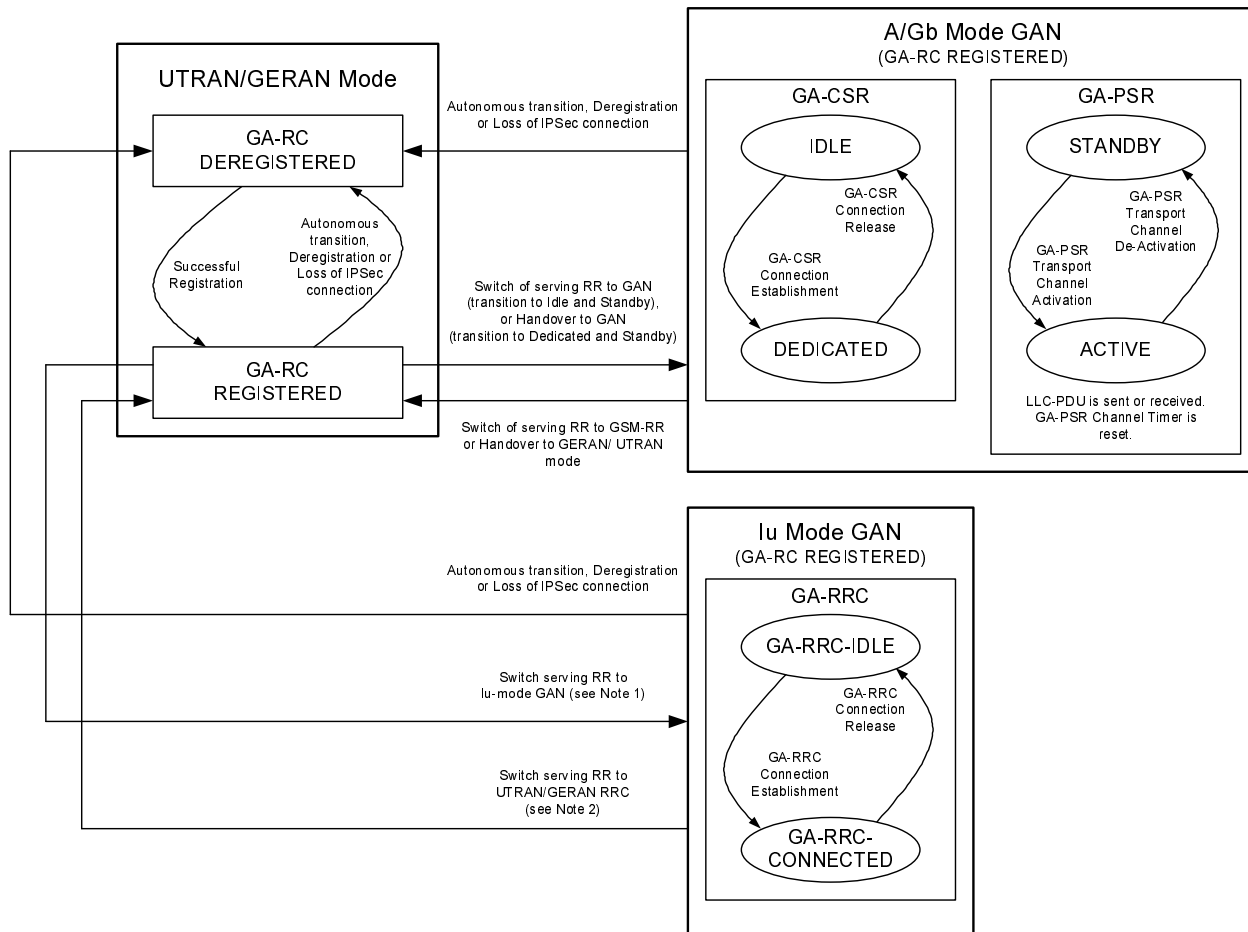 UTRAN/GERAN Mode
GA-RC
DEREGISTERED
Successful
Registration
Autonomous
transition,
Deregistration or
Loss of IPSec
connection
GA-RC
REGISTERED
Autonomous transition, Deregistration
or Loss of IPSec connection
Switch of serving RR to GAN
(transition to Idle and Standby),
or Handover to GAN
(transition to Dedicated and Standby)
Switch of serving RR to GSM-RR
or Handover to GERAN/ UTRAN
mode
A/Gb Mode GAN
(GA-RC REGISTERED)
GA-CSR
IDLE
GA-CSR
Connection
Release
GA-CSR
Connection
Establishment
DEDICATED
GA-PSR
STANDBY
GA-PSR
Transport
Channel
De-Activation
GA-PSR
Transport
Channel
Activation
ACTIVE
LLC-PDU is sent or received.
GA-PSR Channel Timer is
reset.
Autonomous transition, Deregistration
or Loss of IPSec connection
Switch serving RR to
Iu-mode GAN (see Note 1)
Switch serving RR to
UTRAN/GERAN RRC
(see Note 2)
Iu Mode GAN
(GA-RC REGISTERED)
GA-RRC
GA-RRC-IDLE
GA-RRC
Connection
Release
GA-RRC
Connection
Establishment
GA-RRC-
CONNECTED